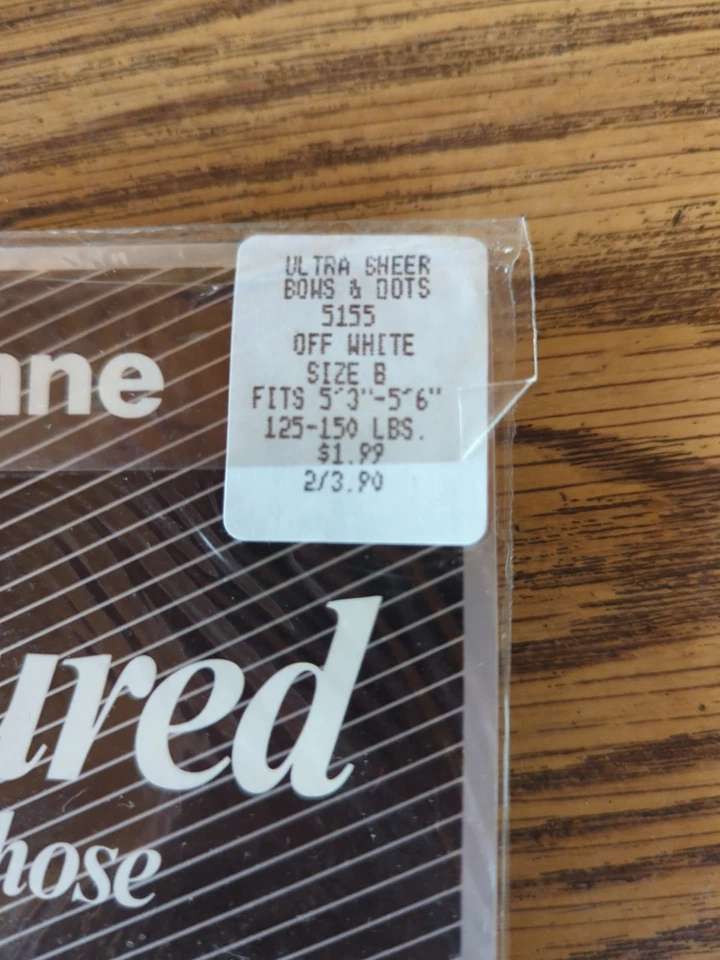 ULTRA SHEER
BOWS & DOTS
5155
OFF WHITE
SIZE B
FITS 5'3"-5'6"
125-150 LBS.
$1.99
2/3.90
nne
ured
hose